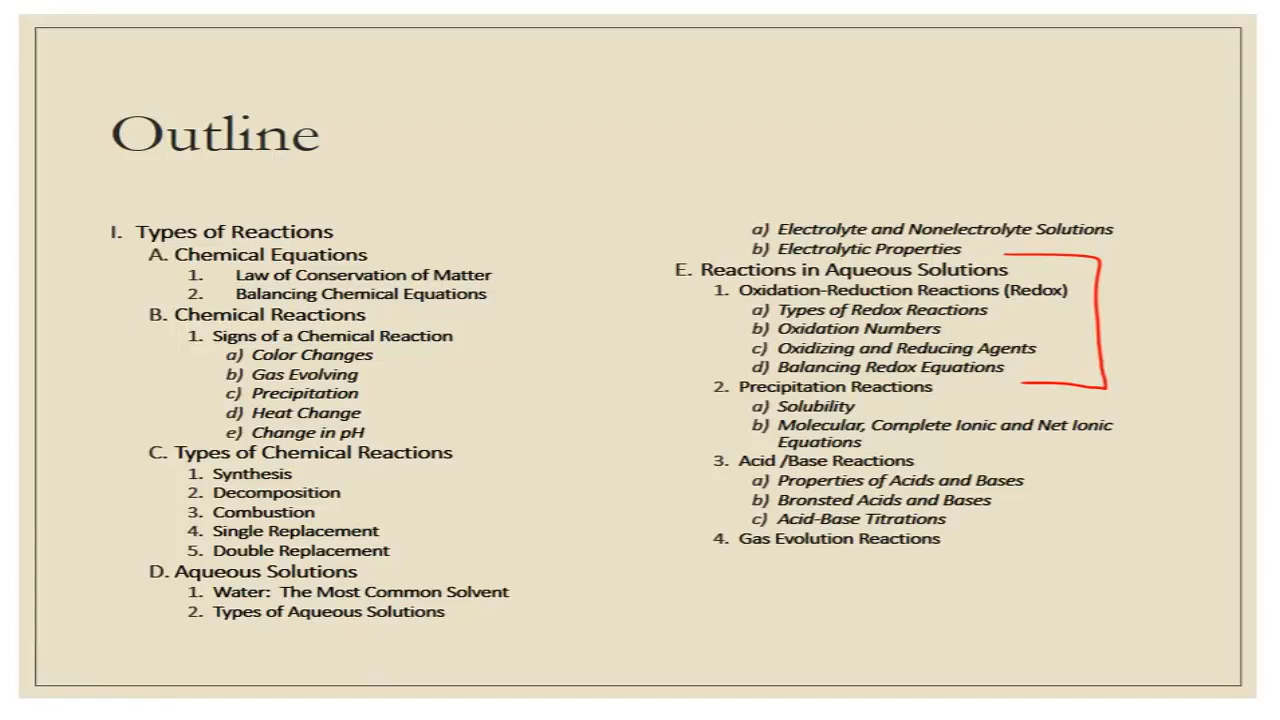 Outline
I. Types of Reactions
A. Chemical Equations
1. Law of Conservation of Matter
2. Balancing Chemical Equations
B. Chemical Reactions
1. Signs of a Chemical Reaction
a) Color Changes
b) Gas Evolving
c) Precipitation
d) Heat Change
e) Change in pH
C. Types of Chemical Reactions
1. Synthesis
2. Decomposition
3. Combustion
4. Single Replacement
5. Double Replacement
D. Aqueous Solutions
1. Water: The Most Common Solvent
2. Types of Aqueous Solutions
a) Electrolyte and Nonelectrolyte Solutions
b) Electrolytic Properties
E. Reactions in Aqueous Solutions
1. Oxidation-Reduction Reactions (Redox)
a) Types of Redox Reactions
b) Oxidation Numbers
c) Oxidizing and Reducing Agents
d) Balancing Redox Equations
2. Precipitation Reactions
a) Solubility
b) Molecular, Complete Ionic and Net Ionic
Equations
3. Acid /Base Reactions
a) Properties of Acids and Bases
b) Bronsted Acids and Bases
c) Acid-Base Titrations
4. Gas Evolution Reactions